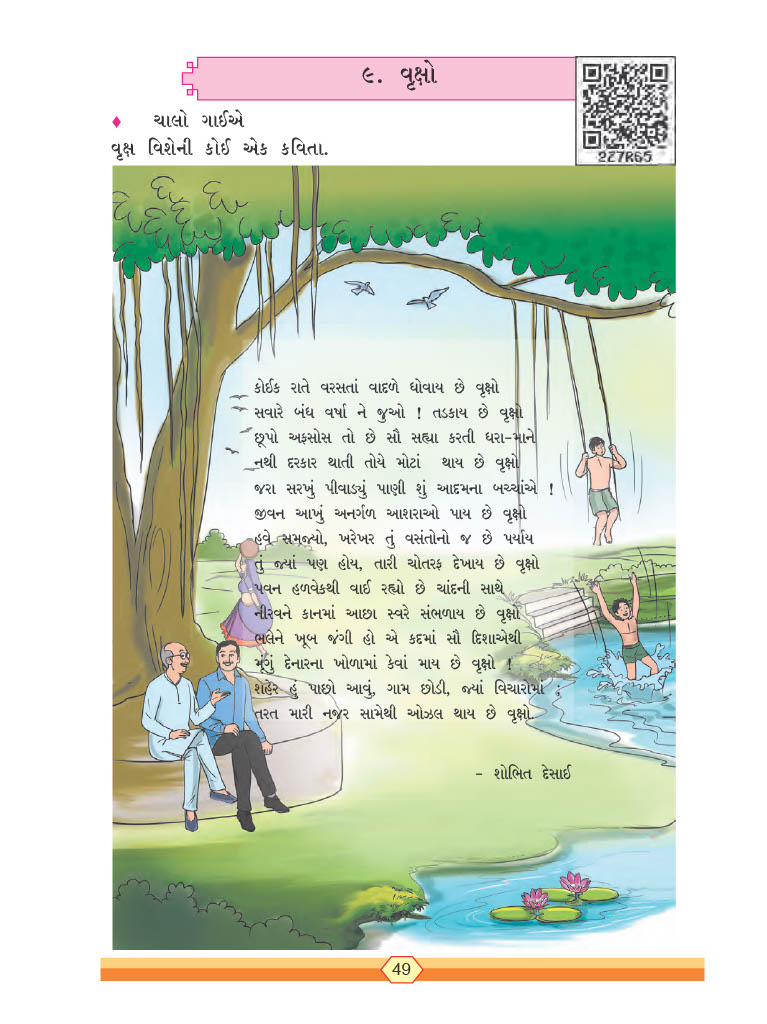 ૯. વૃક્ષો
2Z7R65
♦ ચાલો ગાઈએ
વૃક્ષ વિશેની કોઈ એક કવિતા.
કોઈક રાતે વરસતાં વાદળે ધોવાય છે વૃક્ષો
સવારે બંધ વર્ષા ને જુઓ ! તડકાય છે વૃક્ષો
છૂપો અફસોસ તો છે સૌ સહ્યા કરતી ધરા-માને
નથી દરકાર થાતી તોયે મોટાં થાય છે વૃક્ષો
જરા સરખું પીવાડ્યું પાણી શું આદમના બચ્ચાંએ !
જીવન આખું અનર્ગળ આશરાઓ પાય છે વૃક્ષો
હવે સમજ્યો, ખરેખર તું વસંતોનો જ છે પર્યાય
તું જ્યાં પણ હોય, તારી ચોતરફ દેખાય છે વૃક્ષો
પવન હળવેકથી વાઈ રહ્યો છે ચાંદની સાથે
નીરવને કાનમાં આછા સ્વરે સંભળાય છે વૃક્ષો
ભલેને ખૂબ જંગી હો એ કદમાં સૌ દિશાએથી
મૂગું દેનારના ખોળામાં કેવાં માય છે વૃક્ષો !
શહેર હું પાછો આવું, ગામ છોડી, જ્યાં વિચારોમાં ;
તરત મારી નજર સામેથી ઓઝલ થાય છે વૃક્ષો.
- શોભિત દેસાઈ
49